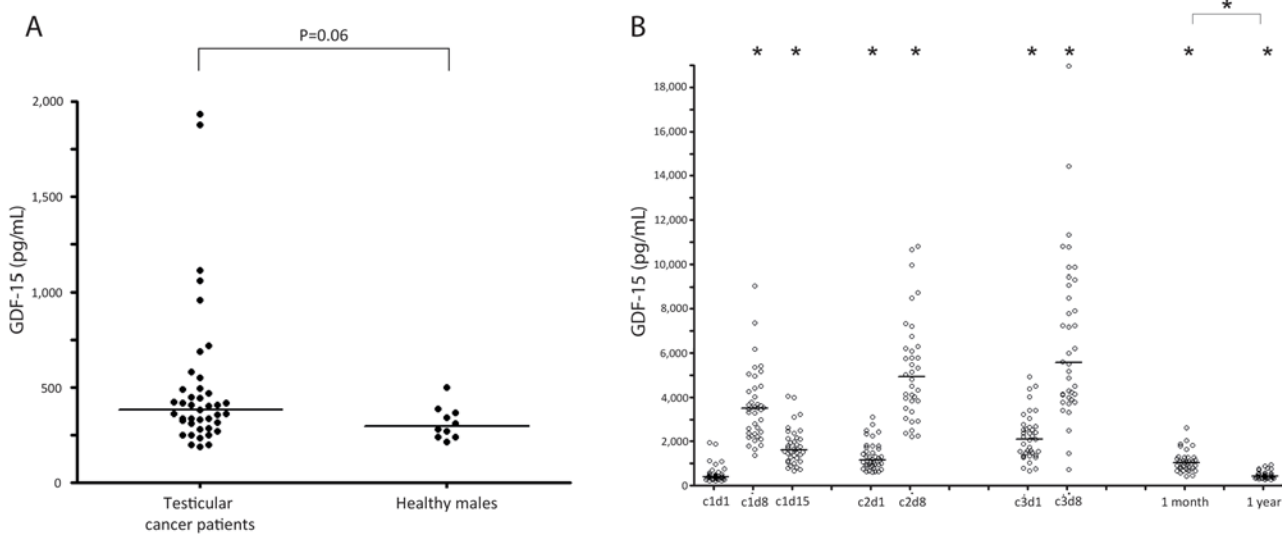 A
P=0.06
GDF-15 (pg/mL)
2,000
1,500
1,000
500
0
Testicular
cancer patients
Healthy males
B
*
* * * * * * * *
GDF-15 (pg/mL)
18,000
16,000
14,000
12,000
10,000
8,000
6,000
4,000
2,000
0
c1d1 c1d8 c1d15 c2d1 c2d8 c3d1 c3d8 1 month 1 year